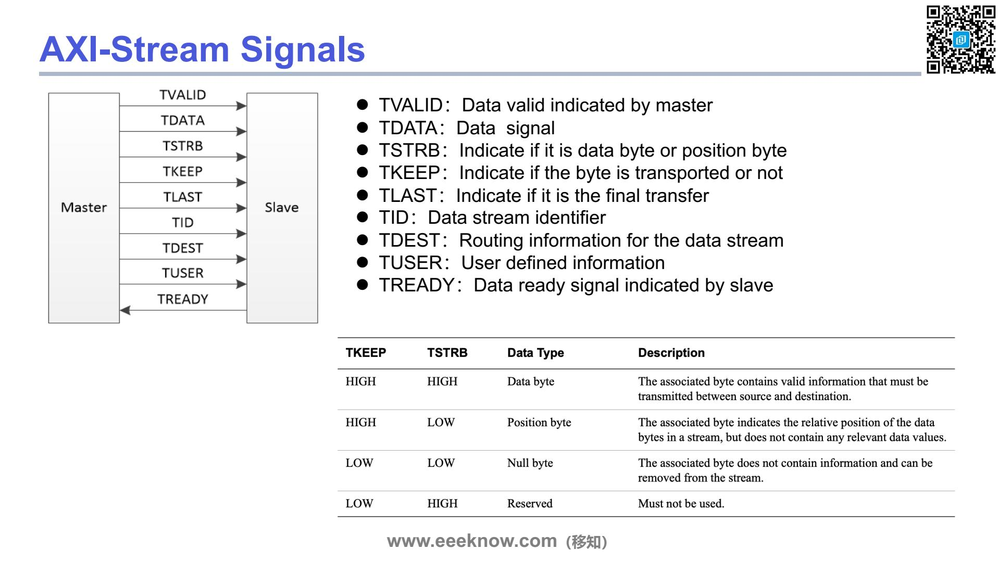 AXI-Stream Signals
TVALID
TDATA
TSTRB
TKEEP
TLAST
TID
TDEST
TUSER
TREADY
Master
Slave
TVALID：Data valid indicated by master
TDATA：Data  signal
TSTRB：Indicate if it is data byte or position byte
TKEEP：Indicate if the byte is transported or not
TLAST：Indicate if it is the final transfer
TID：Data stream identifier
TDEST：Routing information for the data stream
TUSER：User defined information
TREADY：Data ready signal indicated by slave
TKEEP TSTRB Data Type Description
HIGH HIGH Data byte The associated byte contains valid information that must be
transmitted between source and destination.
HIGH LOW Position byte The associated byte indicates the relative position of the data
bytes in a stream, but does not contain any relevant data values.
LOW LOW Null byte The associated byte does not contain information and can be
removed from the stream.
LOW HIGH Reserved Must not be used.
www.eeeknow.com (移知)